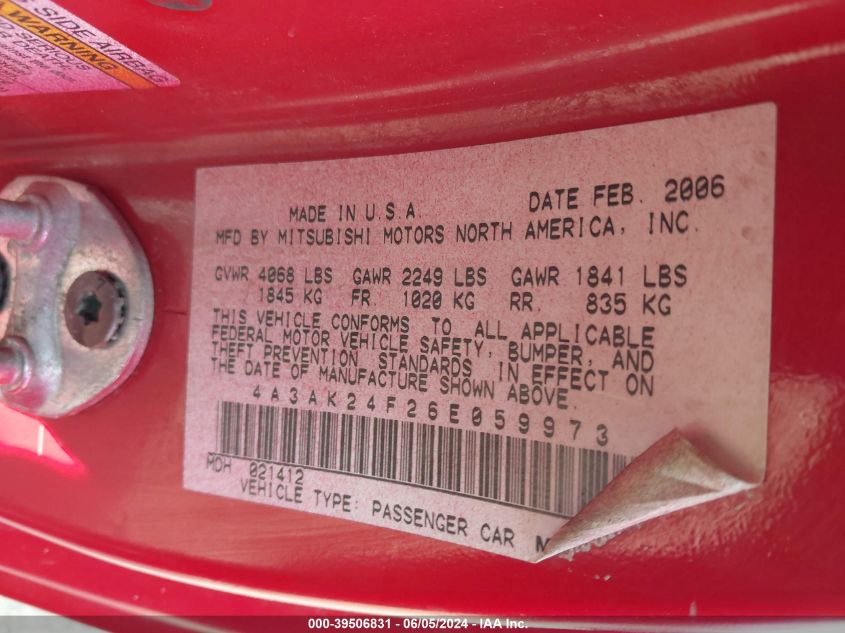 SIDE AIRBAG
WARNING
MADE IN U.S.A. DATE FEB. 2006
MFD BY MITSUBISHI MOTORS NORTH AMERICA, INC.
GVWR 4068 LBS GAWR 2249 LBS GAWR 1841 LBS
1845 KG FR 1020 KG RR. 835 KG
THIS VEHICLE CONFORMS TO ALL APPLICABLE
FEDERAL MOTOR VEHICLE SAFETY, BUMPER, AND
THEFT PREVENTION STANDARDS IN EFFECT ON
THE DATE OF MANUFACTURE SHOWN ABOVE.
4A3AK24F26E059973
MDH 021412
VEHICLE TYPE: PASSENGER CAR
000-39506831 - 06/05/2024 - IAA Inc.